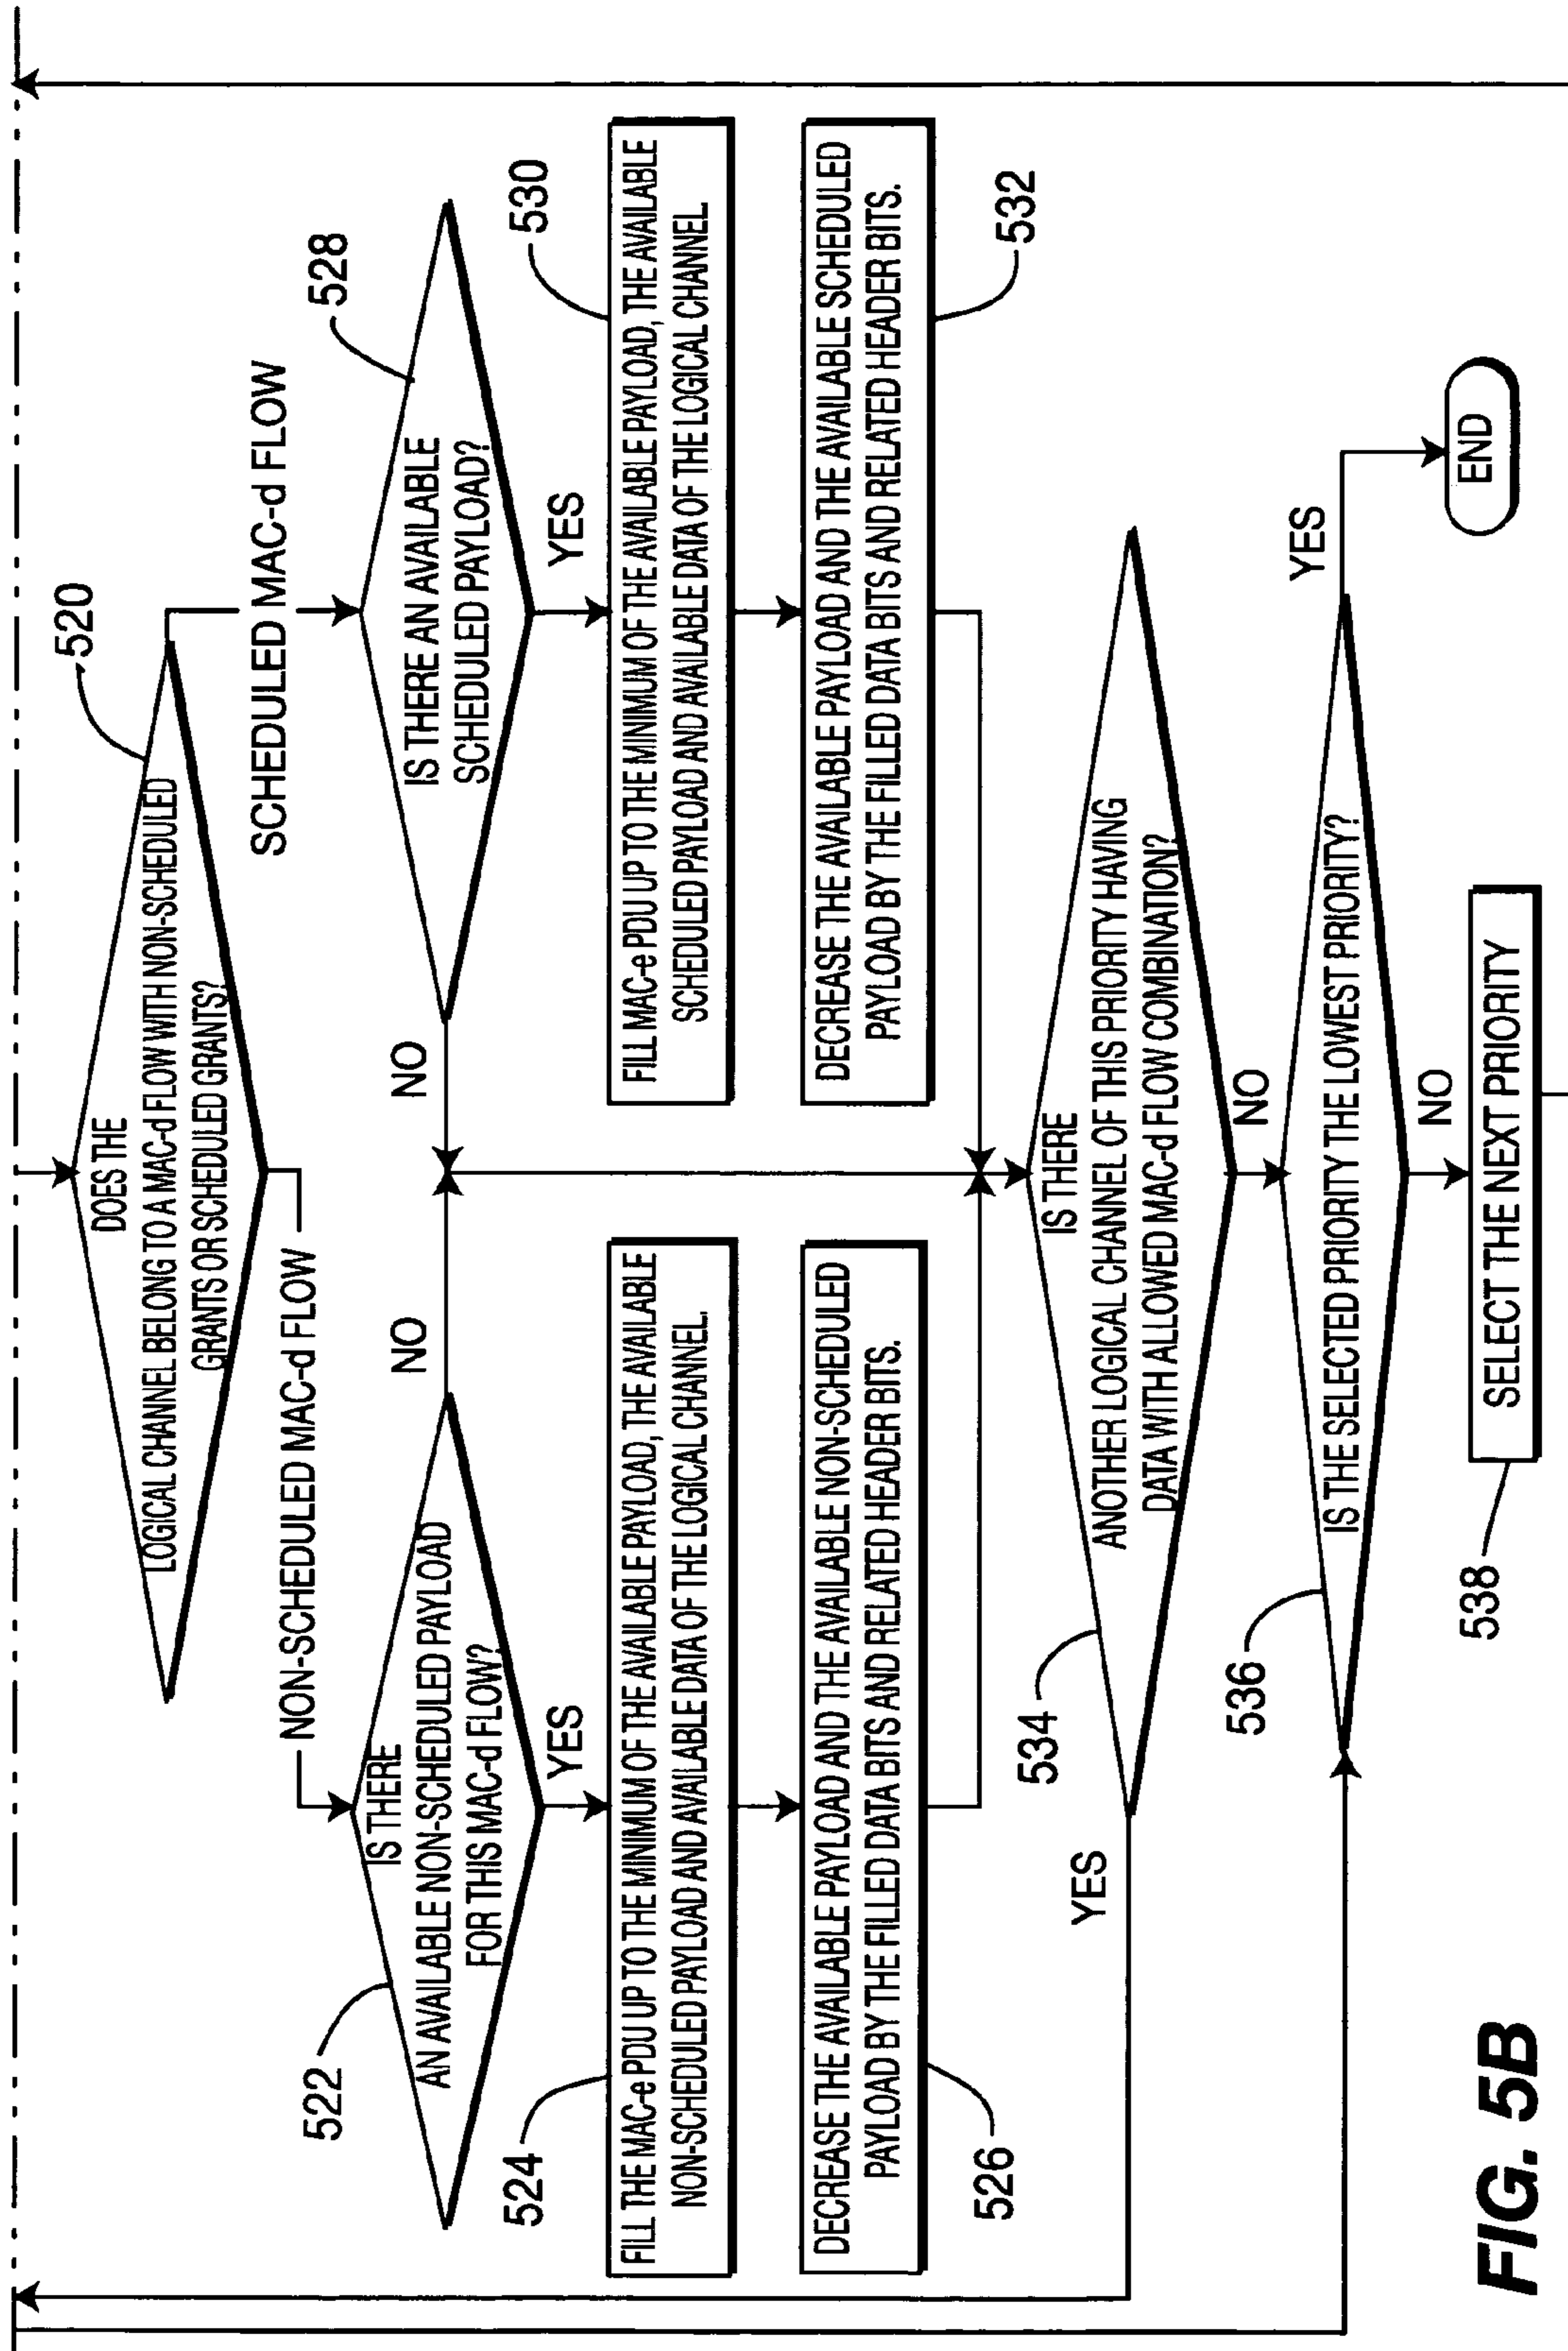 DOES THE
LOGICAL CHANNEL BELONG TO A MAC-d FLOW WITH NON-SCHEDULED
GRANTS OR SCHEDULED GRANTS?
520
NON-SCHEDULED MAC-d FLOW
SCHEDULED MAC-d FLOW
522
IS THERE
AN AVAILABLE NON-SCHEDULED PAYLOAD
FOR THIS MAC-d FLOW?
NO
YES
NO
IS THERE AN AVAILABLE
SCHEDULED PAYLOAD?
528
YES
524
FILL THE MAC-e PDU UP TO THE MINIMUM OF THE AVAILABLE PAYLOAD, THE AVAILABLE
NON-SCHEDULED PAYLOAD AND AVAILABLE DATA OF THE LOGICAL CHANNEL.
FILL MAC-e PDU UP TO THE MINIMUM OF THE AVAILABLE PAYLOAD, THE AVAILABLE
SCHEDULED PAYLOAD AND AVAILABLE DATA OF THE LOGICAL CHANNEL.
530
DECREASE THE AVAILABLE PAYLOAD AND THE AVAILABLE NON-SCHEDULED
PAYLOAD BY THE FILLED DATA BITS AND RELATED HEADER BITS.
526
DECREASE THE AVAILABLE PAYLOAD AND THE AVAILABLE SCHEDULED
PAYLOAD BY THE FILLED DATA BITS AND RELATED HEADER BITS.
532
534
IS THERE
ANOTHER LOGICAL CHANNEL OF THIS PRIORITY HAVING
DATA WITH ALLOWED MAC-d FLOW COMBINATION?
YES
NO
536
IS THE SELECTED PRIORITY THE LOWEST PRIORITY?
YES
NO
END
538
SELECT THE NEXT PRIORITY
FIG. 5B